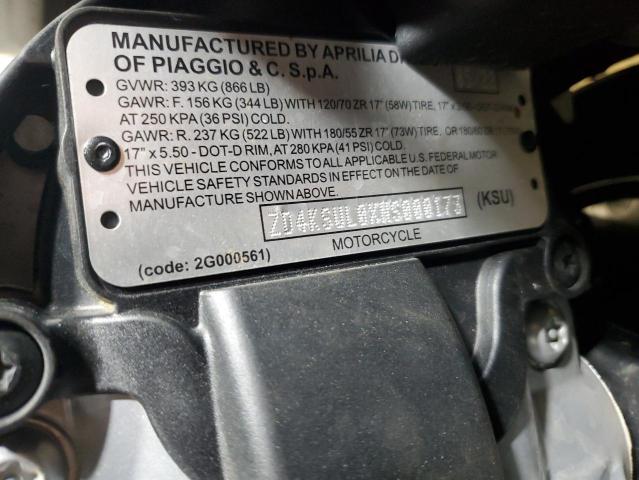 MANUFACTURED BY APRILIA
OF PIAGGIO & C. S.p.A.
GVWR: 393 KG (866 LB)
GAWR: F. 156 KG (344 LB) WITH 120/70 ZR 17" (58W) TIRE, 17" x
AT 250 KPA (36 PSI) COLD.
GAWR: R. 237 KG (522 LB) WITH 180/55 ZR 17" (73W) TIRE, OR
17" x 5.50 - DOT-D RIM, AT 280 KPA (41 PSI) COLD.
THIS VEHICLE CONFORMS TO ALL APPLICABLE U.S. FEDERAL MOTOR
VEHICLE SAFETY STANDARDS IN EFFECT ON THE DATE OF
MANUFACTURE SHOWN ABOVE.
ZD4KSUL0XWS000173 (KSU)
MOTORCYCLE
(code: 2G000561)